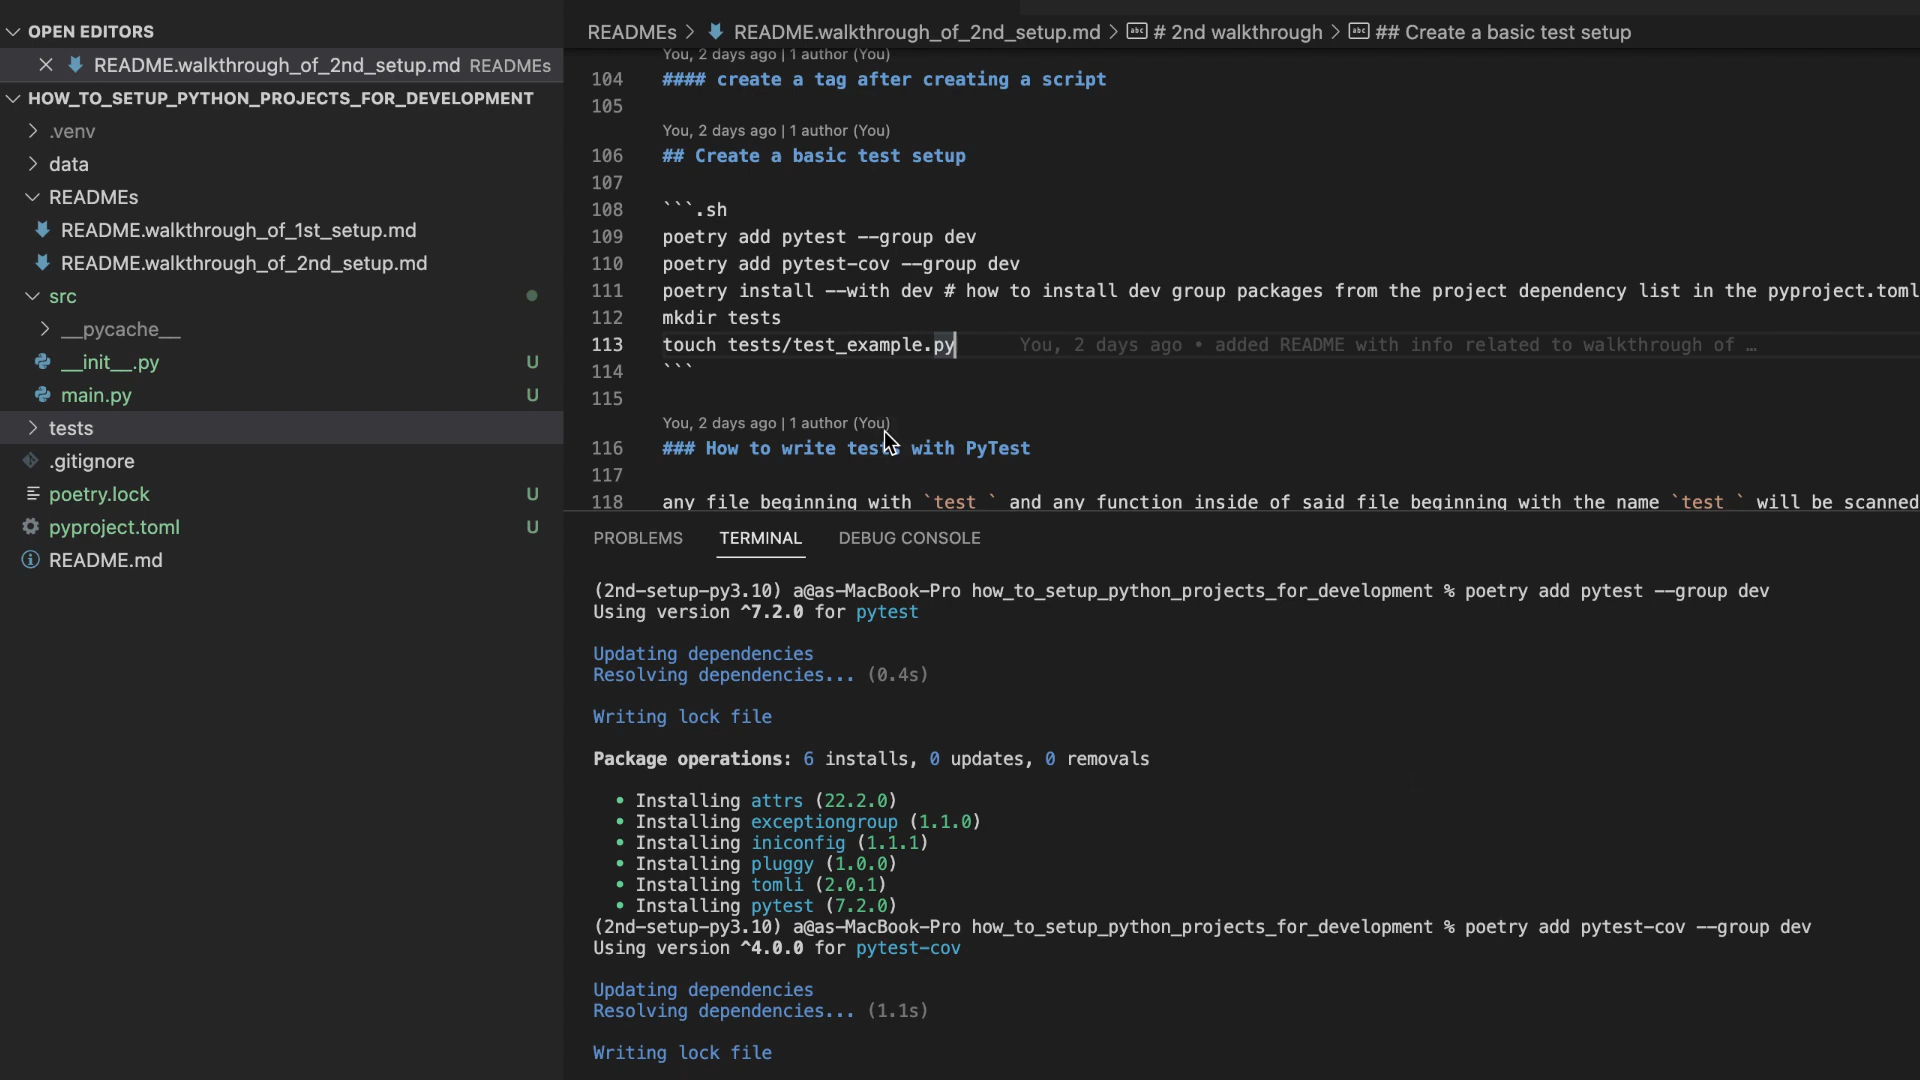 OPEN EDITORS
README.walkthrough_of_2nd_setup.md READMEs
HOW_TO_SETUP_PYTHON_PROJECTS_FOR_DEVELOPMENT
.venv
data
READMEs
README.walkthrough_of_1st_setup.md
README.walkthrough_of_2nd_setup.md
src
__pycache__
__init__.py U
main.py U
tests
.gitignore
poetry.lock U
pyproject.toml U
README.md
READMEs > README.walkthrough_of_2nd_setup.md > # 2nd walkthrough > ## Create a basic test setup
You, 2 days ago | 1 author (You)
104 #### create a tag after creating a script
105
You, 2 days ago | 1 author (You)
106 ## Create a basic test setup
107
108 ```.sh
109 poetry add pytest --group dev
110 poetry add pytest-cov --group dev
111 poetry install --with dev # how to install dev group packages from the project dependency list in the pyproject.toml
112 mkdir tests
113 touch tests/test_example.py You, 2 days ago • added README with info related to walkthrough of …
114 ```
115
You, 2 days ago | 1 author (You)
116 ### How to write tests with PyTest
117
118 any file beginning with `test_` and any function inside of said file beginning with the name `test_` will be scanned
PROBLEMS TERMINAL DEBUG CONSOLE
(2nd-setup-py3.10) a@as-MacBook-Pro how_to_setup_python_projects_for_development % poetry add pytest --group dev
Using version ^7.2.0 for pytest
Updating dependencies
Resolving dependencies... (0.4s)
Writing lock file
Package operations: 6 installs, 0 updates, 0 removals
• Installing attrs (22.2.0)
• Installing exceptiongroup (1.1.0)
• Installing iniconfig (1.1.1)
• Installing pluggy (1.0.0)
• Installing tomli (2.0.1)
• Installing pytest (7.2.0)
(2nd-setup-py3.10) a@as-MacBook-Pro how_to_setup_python_projects_for_development % poetry add pytest-cov --group dev
Using version ^4.0.0 for pytest-cov
Updating dependencies
Resolving dependencies... (1.1s)
Writing lock file